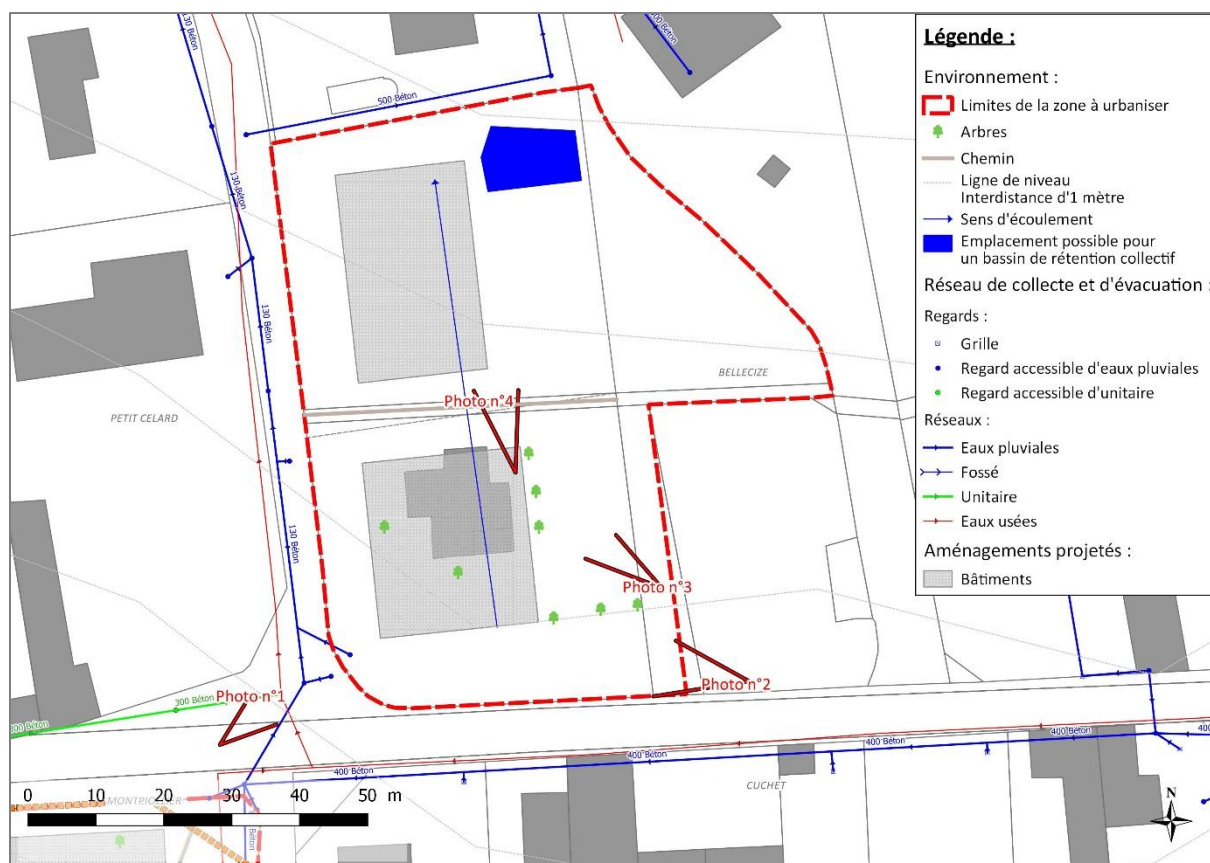 130 Béton
500 Béton
500 Béton
130 Béton
130 Béton
130 Béton
BELLECIZE
PETIT CELARD
Photo n°4
Photo n°3
Photo n°2
Photo n°1
300 Béton
400 Béton
400 Béton
400 Béton
400 Béton
400
CUCHET
0 10 20 30 40 50 m
Béton
N
Légende :
Environnement :
Limites de la zone à urbaniser
Arbres
Chemin
Ligne de niveau
Interdistance d'1 mètre
Sens d'écoulement
Emplacement possible pour
un bassin de rétention collectif
Réseau de collecte et d'évacuation :
Regards :
Grille
Regard accessible d'eaux pluviales
Regard accessible d'unitaire
Réseaux :
Eaux pluviales
Fossé
Unitaire
Eaux usées
Aménagements projetés :
Bâtiments